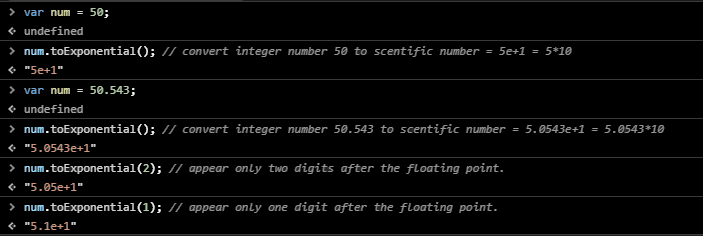 > var num = 50;
< undefined
> num.toExponential(); // convert integer number 50 to scentific number = 5e+1 = 5*10
< "5e+1"
> var num = 50.543;
< undefined
> num.toExponential(); // convert integer number 50.543 to scentific number = 5.0543e+1 = 5.0543*10
< "5.0543e+1"
> num.toExponential(2); // appear only two digits after the floating point.
< "5.05e+1"
> num.toExponential(1); // appear only one digit after the floating point.
< "5.1e+1"